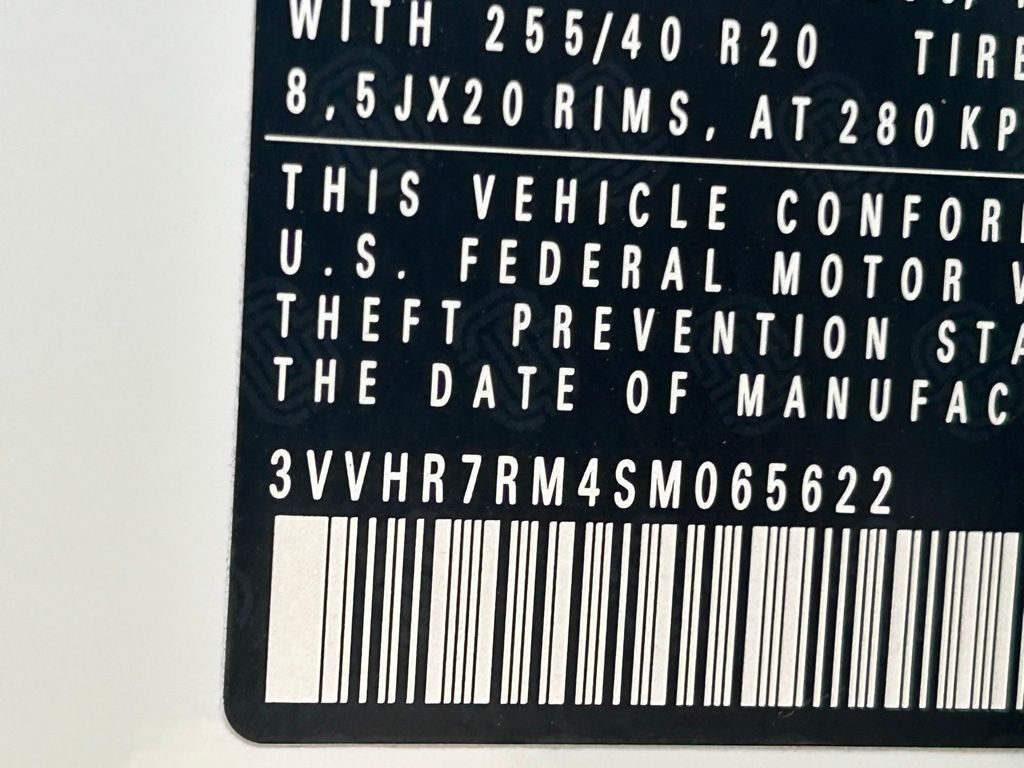 WITH 255/40 R20 TIRE
8,5JX20 RIMS, AT 280 KP
THIS VEHICLE CONFOR
U.S. FEDERAL MOTOR V
THEFT PREVENTION STA
THE DATE OF MANUFAC
3VVHR7RM4SM065622